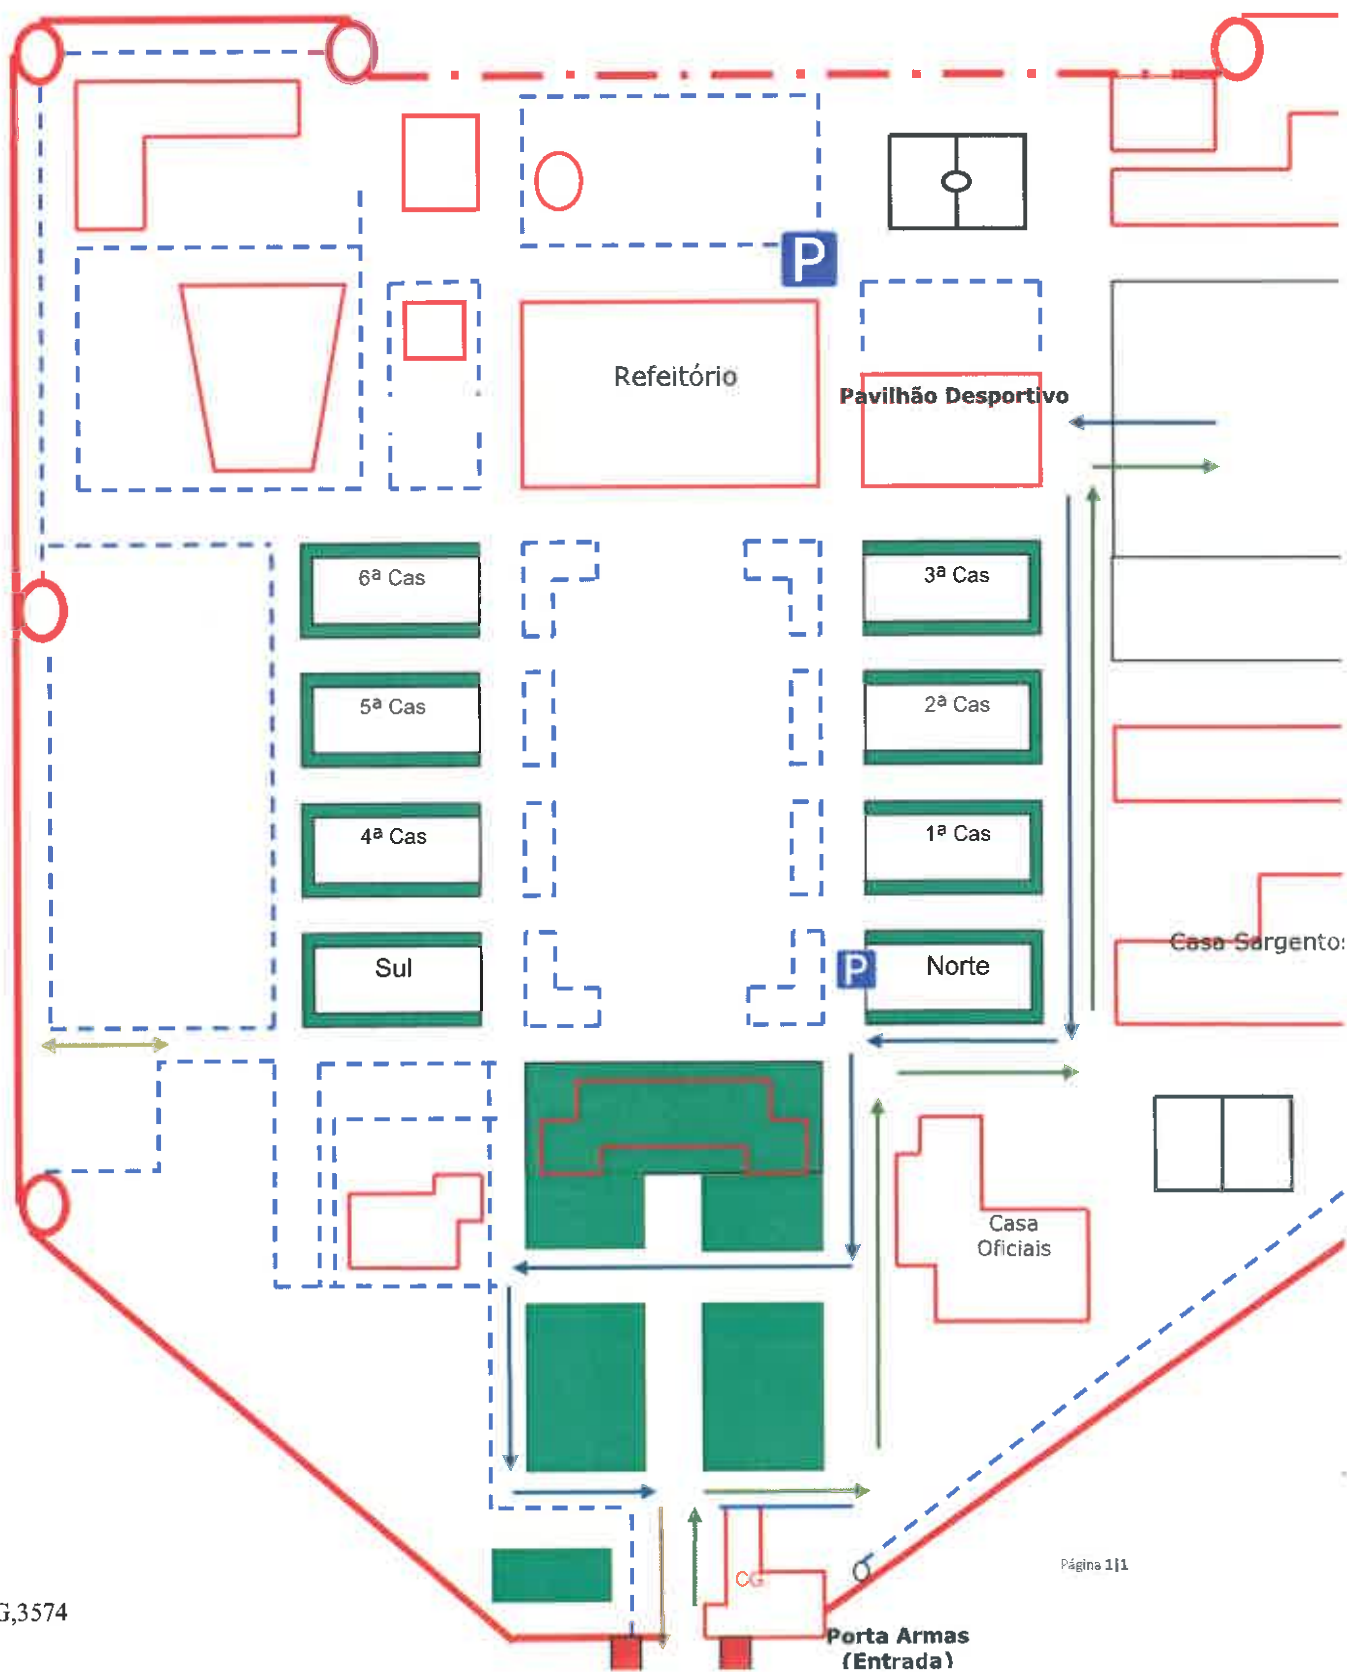 P
Refeitório
Pavilhão Desportivo
6ª Cas
3ª Cas
5ª Cas
2ª Cas
4ª Cas
1ª Cas
Casa Sargento
Sul
P
Norte
Casa
Oficiais
Página 1|1
CG
G,3574
Porta Armas
(Entrada)